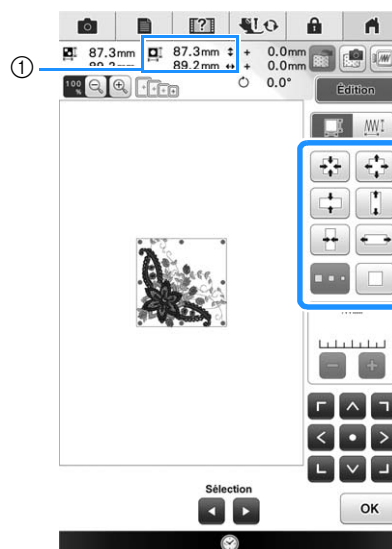 87.3mm 87.3mm + 0.0mm
89.2mm + 0.0mm
①
100 % 0.0°
Édition
Sélection
OK